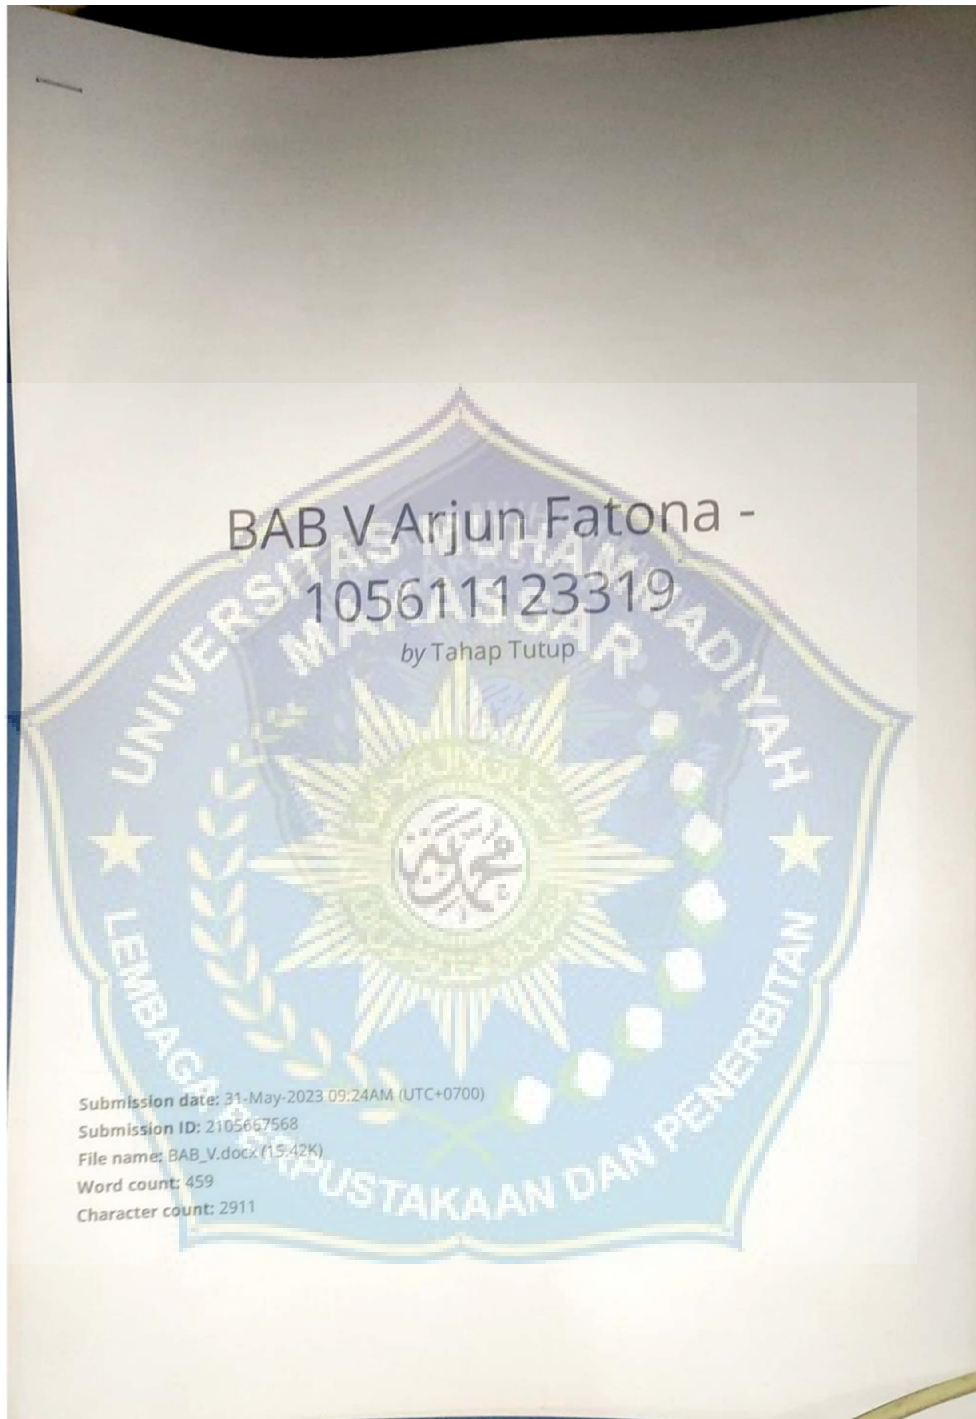 BAB V Arjun Fatona -
105611123319
by Tahap Tutup
UNIVERSITAS MUHAMMADIYAH
MAKASSAR
LEMBAGA PERPUSTAKAAN DAN PENERBITAN
Submission date: 31-May-2023 09:24AM (UTC+0700)
Submission ID: 2105667568
File name: BAB_V.docx (15.42K)
Word count: 459
Character count: 2911